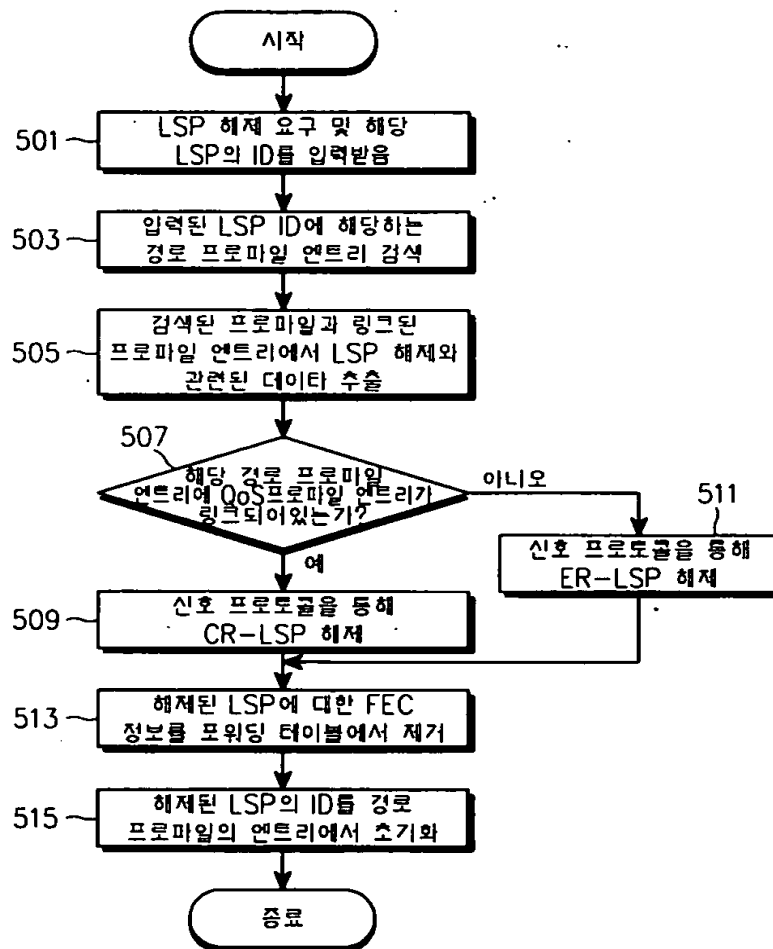 시작
501
LSP 해제 요구 및 해당
LSP의 ID를 입력받음
503
입력된 LSP ID에 해당하는
경로 프로파일 엔트리 검색
505
검색된 프로파일과 링크된
프로파일 엔트리에서 LSP 해제와
관련된 데이타 추출
507
해당 경로 프로파일
엔트리에 QoS프로파일 엔트리가
링크되어있는가?
아니오
예
511
신호 프로토콜을 통해
ER-LSP 해제
509
신호 프로토콜을 통해
CR-LSP 해제
513
해제된 LSP에 대한 FEC
정보를 포워딩 테이블에서 제거
515
해제된 LSP의 ID를 경로
프로파일의 엔트리에서 초기화
종료